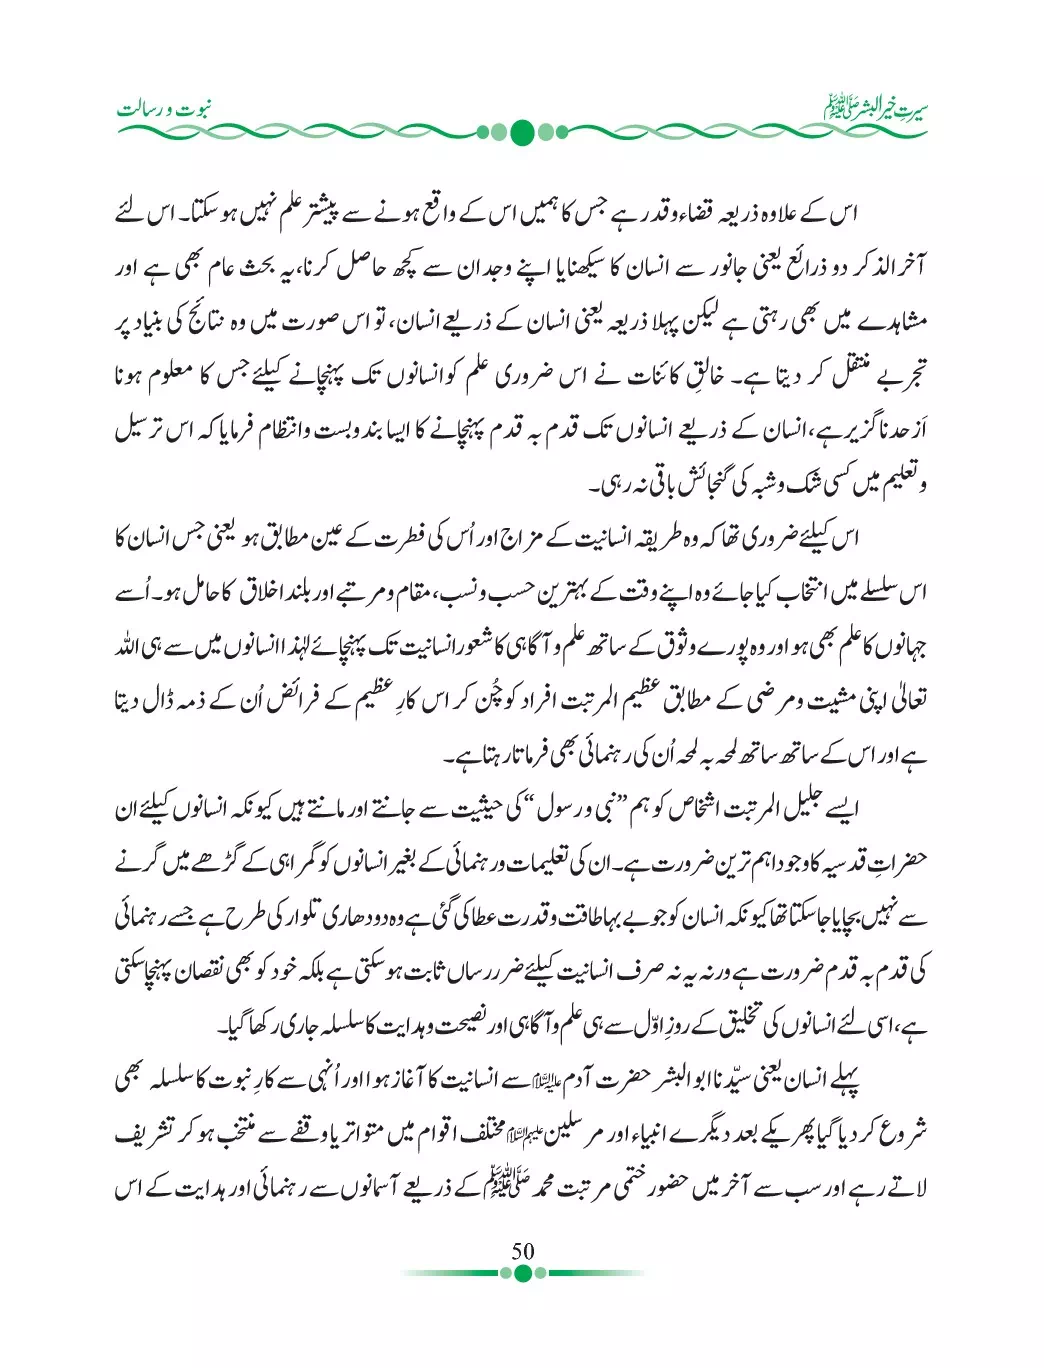 سیرتِ خیر البشر ﷺ
نبوت و رسالت
اس کے علاوہ ذریعہ قضاء وقدر ہے جس کا ہمیں اس کے واقع ہونے سے پیشتر علم نہیں ہو سکتا۔ اس لئے
آخر الذکر دو ذرائع یعنی جانور سے انسان کا سیکھنا یا اپنے وجدان سے کچھ حاصل کرنا، یہ بحث عام بھی ہے اور
مشاہدے میں بھی رہتی ہے لیکن پہلا ذریعہ یعنی انسان کے ذریعے انسان، تو اس صورت میں وہ نتائج کی بنیاد پر
تجربے منتقل کر دیتا ہے۔ خالقِ کائنات نے اس ضروری علم کو انسانوں تک پہنچانے کیلئے جس کا معلوم ہونا
اَز حد ناگزیر ہے، انسان کے ذریعے انسانوں تک قدم بہ قدم پہنچانے کا ایسا بندوبست وانتظام فرمایا کہ اس ترسیل
وتعلیم میں کسی شک وشبہ کی گنجائش باقی نہ رہی۔
اس کیلئے ضروری تھا کہ وہ طریقہ انسانیت کے مزاج اور اُس کی فطرت کے عین مطابق ہو یعنی جس انسان کا
اس سلسلے میں انتخاب کیا جائے وہ اپنے وقت کے بہترین حسب ونسب، مقام ومرتبے اور بلند اخلاق کا حامل ہو۔ اُسے
جہانوں کا علم بھی ہو اور وہ پورے وثوق کے ساتھ علم وآگاہی کا شعور انسانیت تک پہنچائے لہٰذا انسانوں میں سے ہی اللہ
تعالیٰ اپنی مشیت ومرضی کے مطابق عظیم المرتبت افراد کو چُن کر اس کارِ عظیم کے فرائض اُن کے ذمہ ڈال دیتا
ہے اور اس کے ساتھ ساتھ لمحہ بہ لمحہ اُن کی رہنمائی بھی فرماتا رہتا ہے۔
ایسے جلیل المرتبت اشخاص کو ہم ”نبی و رسول“ کی حیثیت سے جانتے اور مانتے ہیں کیونکہ انسانوں کیلئے ان
حضراتِ قدسیہ کا وجود اہم ترین ضرورت ہے۔ ان کی تعلیمات ورہنمائی کے بغیر انسانوں کو گمراہی کے گڑھے میں گرنے
سے نہیں بچایا جا سکتا تھا کیونکہ انسان کو جو بے بہا طاقت وقدرت عطا کی گئی ہے وہ دو دھاری تلوار کی طرح ہے جسے رہنمائی
کی قدم بہ قدم ضرورت ہے ورنہ یہ نہ صرف انسانیت کیلئے ضرر رساں ثابت ہو سکتی ہے بلکہ خود کو بھی نقصان پہنچا سکتی
ہے، اسی لئے انسانوں کی تخلیق کے روزِ اوّل سے ہی علم وآگاہی اور نصیحت وہدایت کا سلسلہ جاری رکھا گیا۔
پہلے انسان یعنی سیّدنا ابوالبشر حضرت آدم علیہ السلام سے انسانیت کا آغاز ہوا اور اُنہی سے کارِ نبوت کا سلسلہ بھی
شروع کر دیا گیا پھر یکے بعد دیگرے انبیاء اور مرسلین علیہم السلام مختلف اقوام میں متواتر یا وقفے سے منتخب ہو کر تشریف
لاتے رہے اور سب سے آخر میں حضور ختمی مرتبت محمد ﷺ کے ذریعے آسمانوں سے رہنمائی اور ہدایت کے اس
50